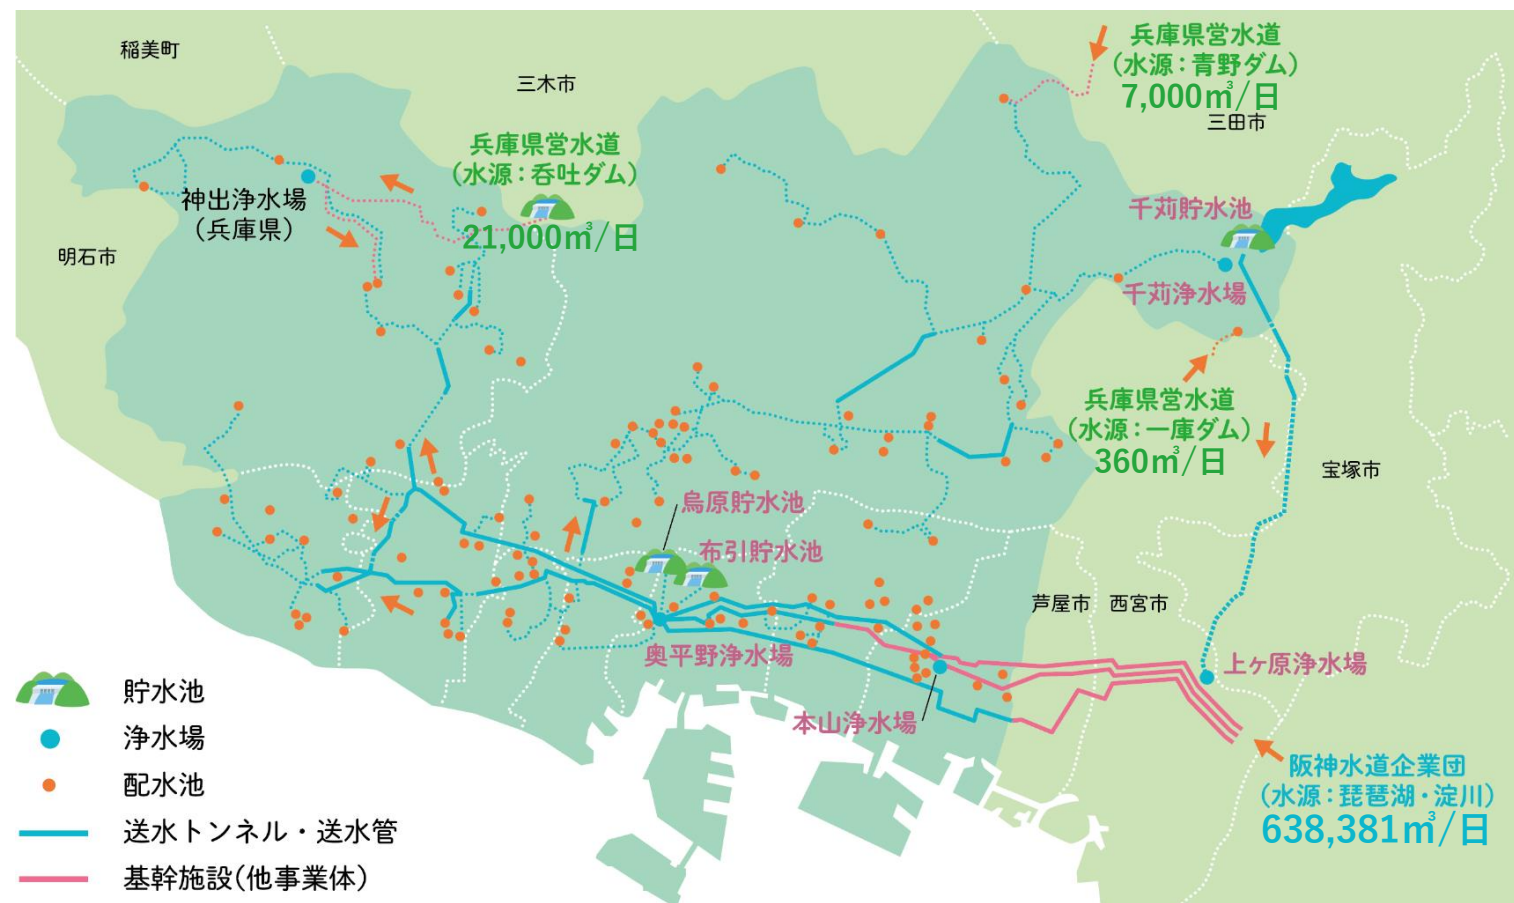 稲美町
三木市
兵庫県営水道
(水源:青野ダム)
7,000㎥/日
三田市
兵庫県営水道
(水源:呑吐ダム)
21,000㎥/日
神出浄水場
(兵庫県)
明石市
千苅貯水池
千苅浄水場
兵庫県営水道
(水源:一庫ダム)
360㎥/日
宝塚市
烏原貯水池
布引貯水池
芦屋市
西宮市
奥平野浄水場
上ヶ原浄水場
本山浄水場
阪神水道企業団
(水源:琵琶湖・淀川)
638,381㎥/日
貯水池
浄水場
配水池
送水トンネル・送水管
基幹施設(他事業体)